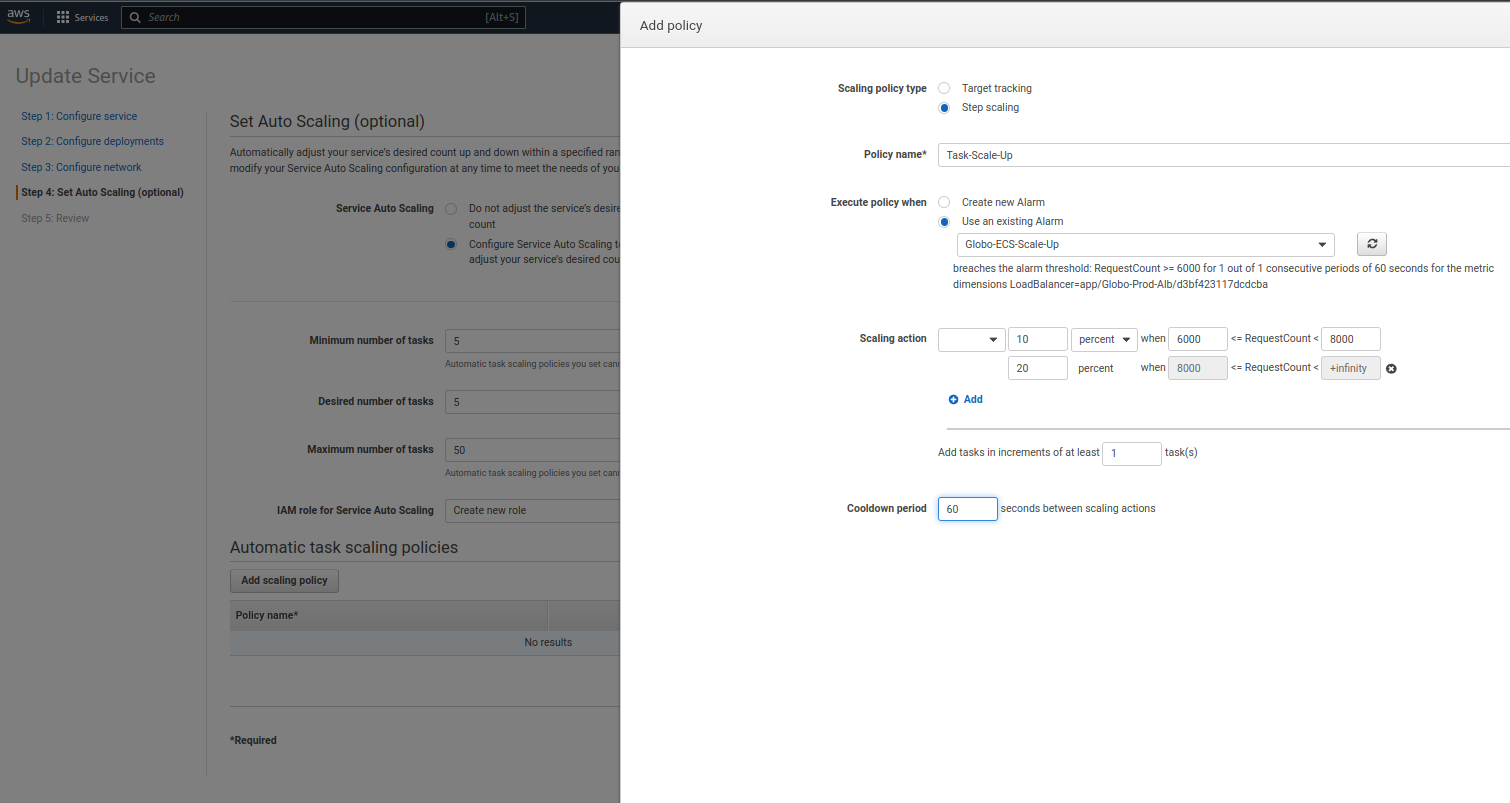 aws
Services
Search
[Alt+S]
Update Service
Step 1: Configure service
Step 2: Configure deployments
Step 3: Configure network
Step 4: Set Auto Scaling (optional)
Step 5: Review
Set Auto Scaling (optional)
Automatically adjust your service's desired count up and down within a specified ran
modify your Service Auto Scaling configuration at any time to meet the needs of you
Service Auto Scaling
Do not adjust the service's desire
count
Configure Service Auto Scaling to
adjust your service's desired cou
Minimum number of tasks
5
Automatic task scaling policies you set cann
Desired number of tasks
5
Maximum number of tasks
50
Automatic task scaling policies you set cann
IAM role for Service Auto Scaling
Create new role
Automatic task scaling policies
Add scaling policy
Policy name*
No results
*Required
Add policy
Scaling policy type
Target tracking
Step scaling
Policy name*
Task-Scale-Up
Execute policy when
Create new Alarm
Use an existing Alarm
Globo-ECS-Scale-Up
breaches the alarm threshold: RequestCount >= 6000 for 1 out of 1 consecutive periods of 60 seconds for the metric
dimensions LoadBalancer=app/Globo-Prod-Alb/d3bf423117dcdcba
Scaling action
10 percent when 6000 <= RequestCount < 8000
20 percent when 8000 <= RequestCount < +infinity
Add
Add tasks in increments of at least 1 task(s)
Cooldown period
60 seconds between scaling actions